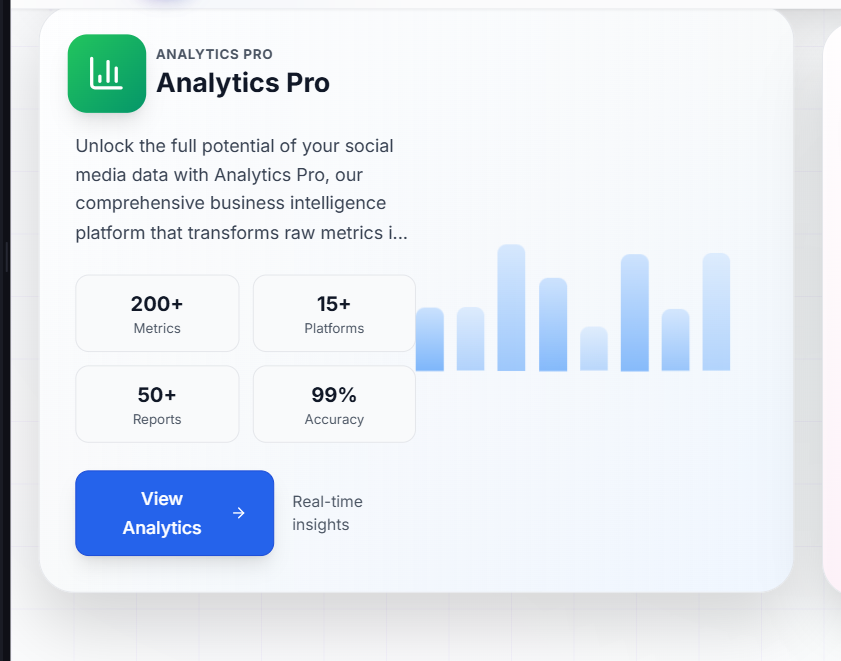 ANALYTICS PRO
Analytics Pro
Unlock the full potential of your social
media data with Analytics Pro, our
comprehensive business intelligence
platform that transforms raw metrics i...
200+
Metrics
15+
Platforms
50+
Reports
99%
Accuracy
View
Analytics
Real-time
insights